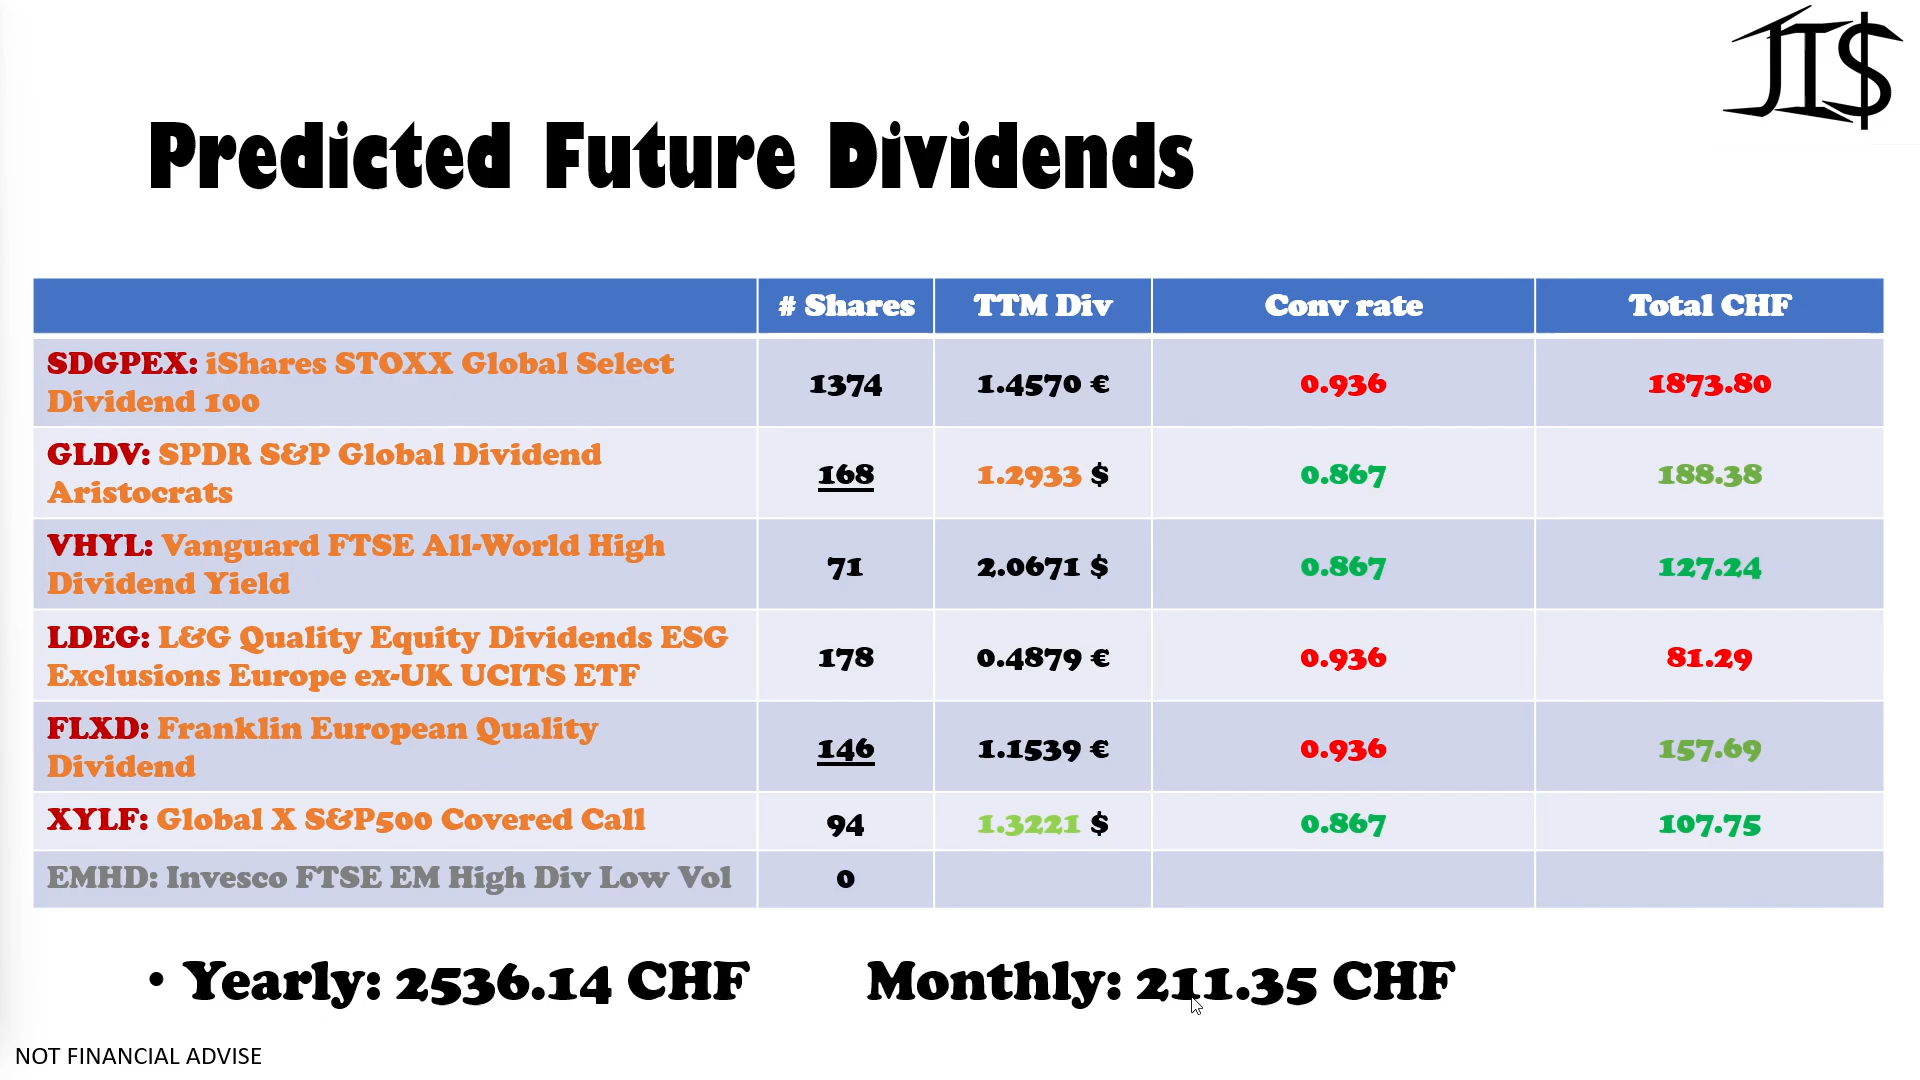 JI$
Predicted Future Dividends
# Shares TTM Div Conv rate Total CHF
SDGPEX: iShares STOXX Global Select
Dividend 100
1374 1.4570 € 0.936 1873.80
GLDV: SPDR S&P Global Dividend
Aristocrats
168 1.2933 $ 0.867 188.38
VHYL: Vanguard FTSE All-World High
Dividend Yield
71 2.0671 $ 0.867 127.24
LDEG: L&G Quality Equity Dividends ESG
Exclusions Europe ex-UK UCITS ETF
178 0.4879 € 0.936 81.29
FLXD: Franklin European Quality
Dividend
146 1.1539 € 0.936 157.69
XYLF: Global X S&P500 Covered Call 94 1.3221 $ 0.867 107.75
EMHD: Invesco FTSE EM High Div Low Vol 0
• Yearly: 2536.14 CHF Monthly: 211.35 CHF
NOT FINANCIAL ADVISE